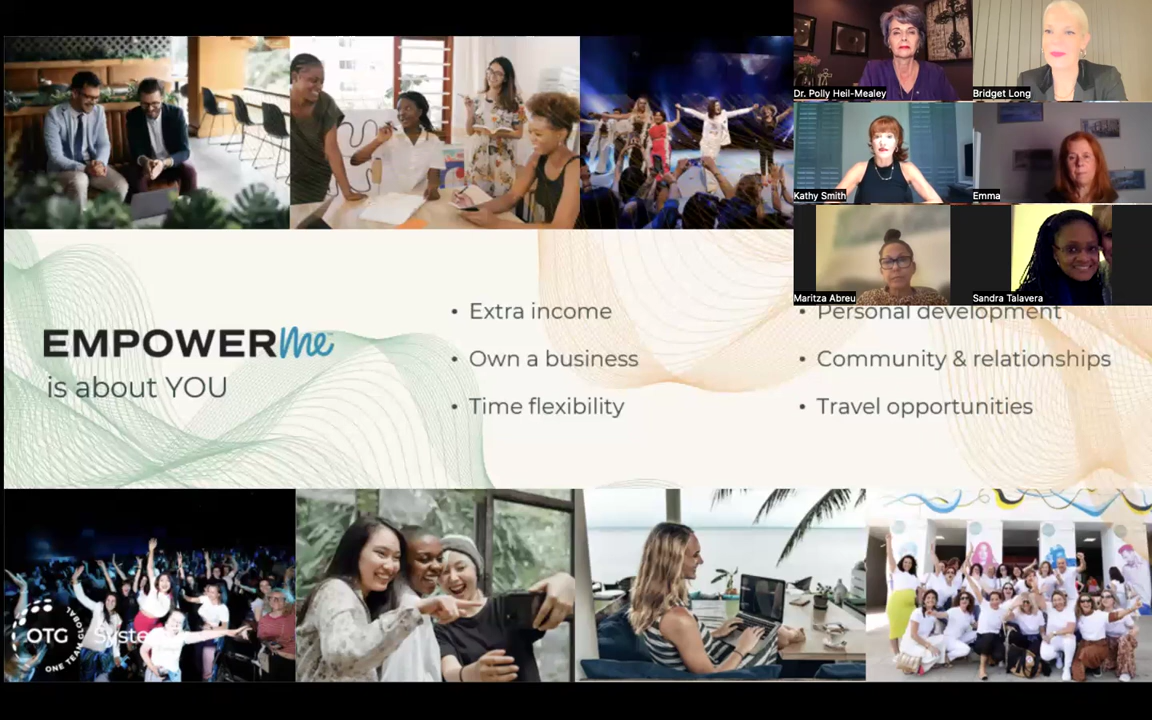 Dr. Polly Heil-Mealey
Bridget Long
Kathy Smith
Emma
Maritza Abreu
Sandra Talavera
EMPOWERme
is about YOU
• Extra income
• Own a business
• Time flexibility
• Personal development
• Community & relationships
• Travel opportunities
OTG
ONE TEAM GLOBAL